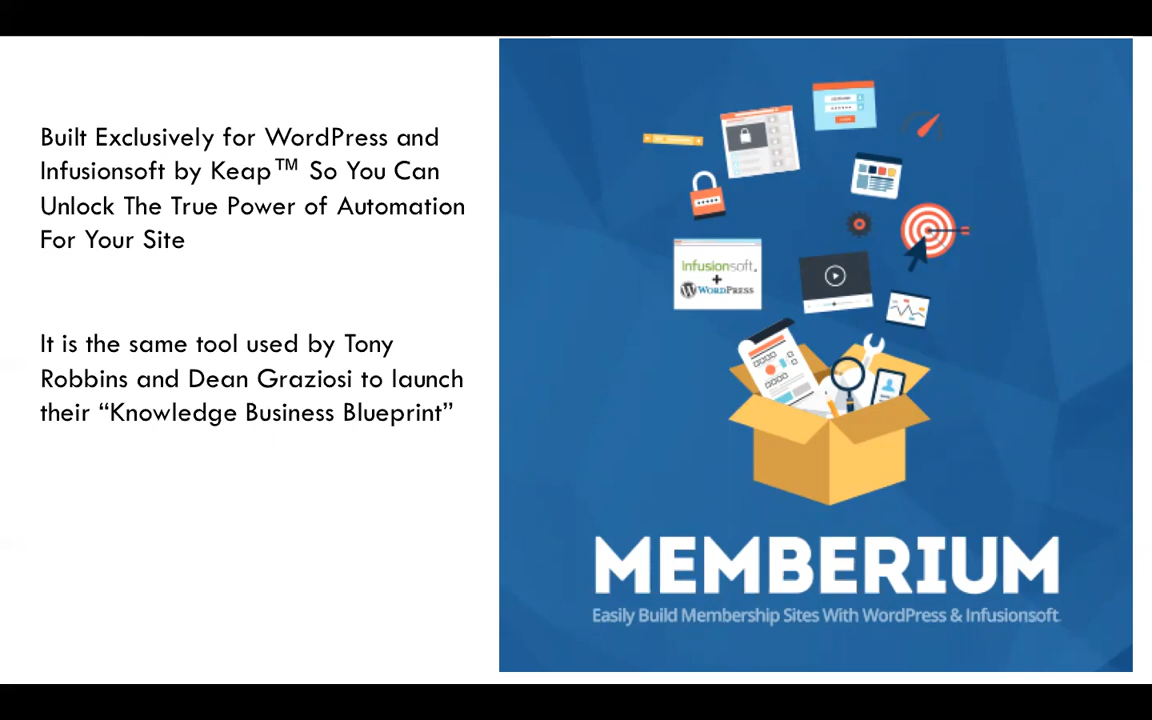 Built Exclusively for WordPress and
Infusionsoft by Keap™ So You Can
Unlock The True Power of Automation
For Your Site
It is the same tool used by Tony
Robbins and Dean Graziosi to launch
their “Knowledge Business Blueprint”
Infusionsoft.
+
WORDPRESS
MEMBERIUM
Easily Build Membership Sites With WordPress & Infusionsoft.